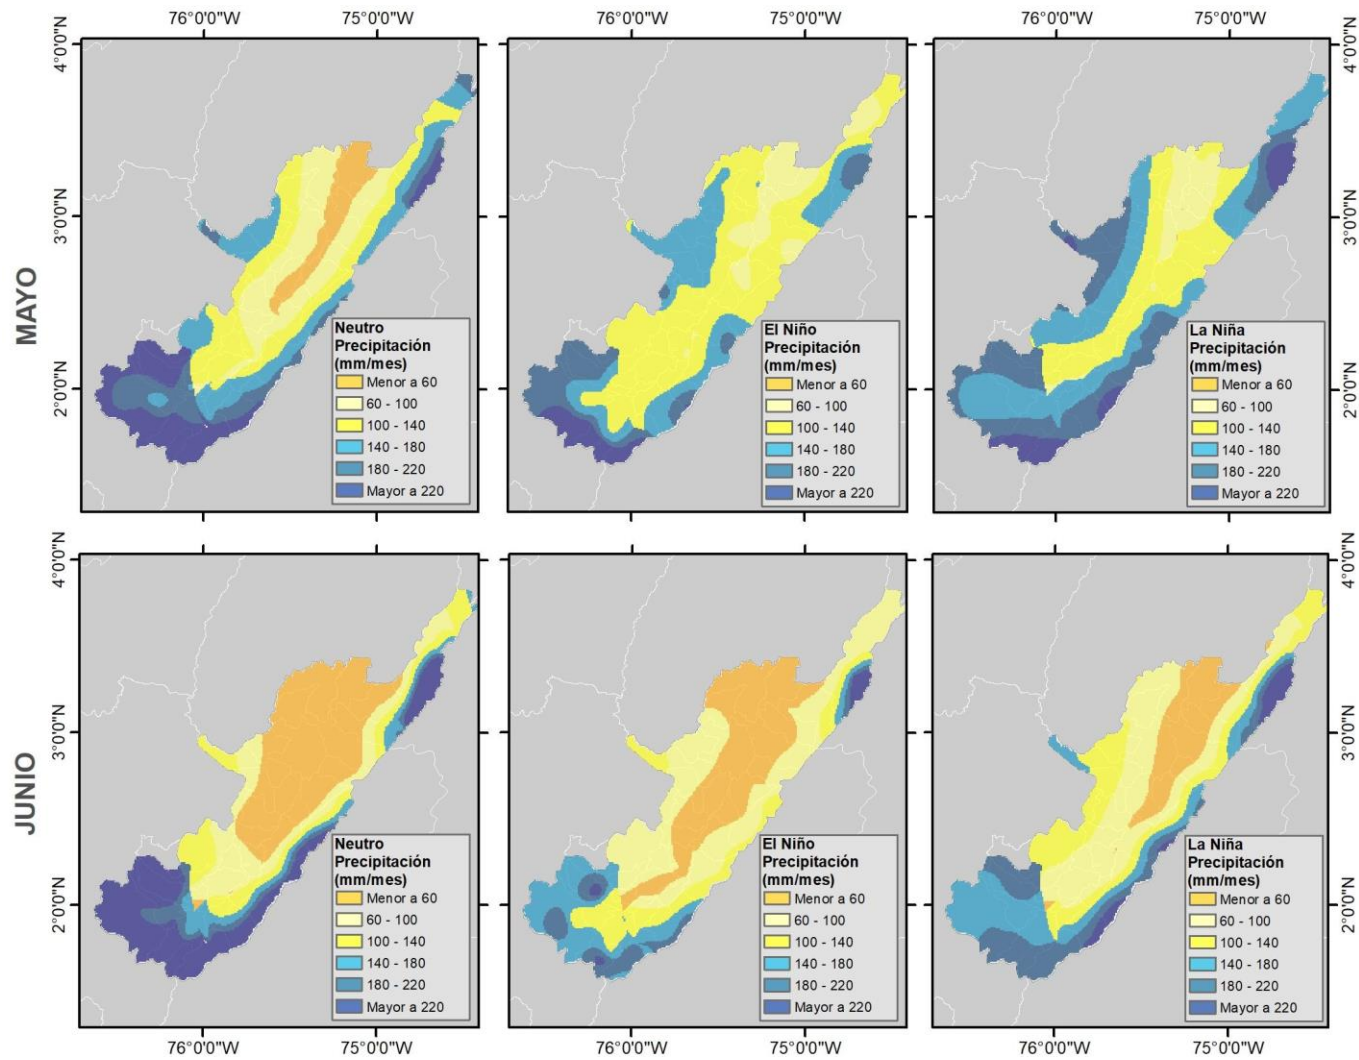 76°0'0"W 75°0'0"W 76°0'0"W 75°0'0"W 76°0'0"W 75°0'0"W
MAYO
4°0'0"N
3°0'0"N
2°0'0"N
Neutro
Precipitación
(mm/mes)
Menor a 60
60 - 100
100 - 140
140 - 180
180 - 220
Mayor a 220
El Niño
Precipitación
(mm/mes)
Menor a 60
60 - 100
100 - 140
140 - 180
180 - 220
Mayor a 220
La Niña
Precipitación
(mm/mes)
Menor a 60
60 - 100
100 - 140
140 - 180
180 - 220
Mayor a 220
4°0'0"N
3°0'0"N
2°0'0"N
JUNIO
4°0'0"N
3°0'0"N
2°0'0"N
Neutro
Precipitación
(mm/mes)
Menor a 60
60 - 100
100 - 140
140 - 180
180 - 220
Mayor a 220
El Niño
Precipitación
(mm/mes)
Menor a 60
60 - 100
100 - 140
140 - 180
180 - 220
Mayor a 220
La Niña
Precipitación
(mm/mes)
Menor a 60
60 - 100
100 - 140
140 - 180
180 - 220
Mayor a 220
4°0'0"N
3°0'0"N
2°0'0"N
76°0'0"W 75°0'0"W 76°0'0"W 75°0'0"W 76°0'0"W 75°0'0"W